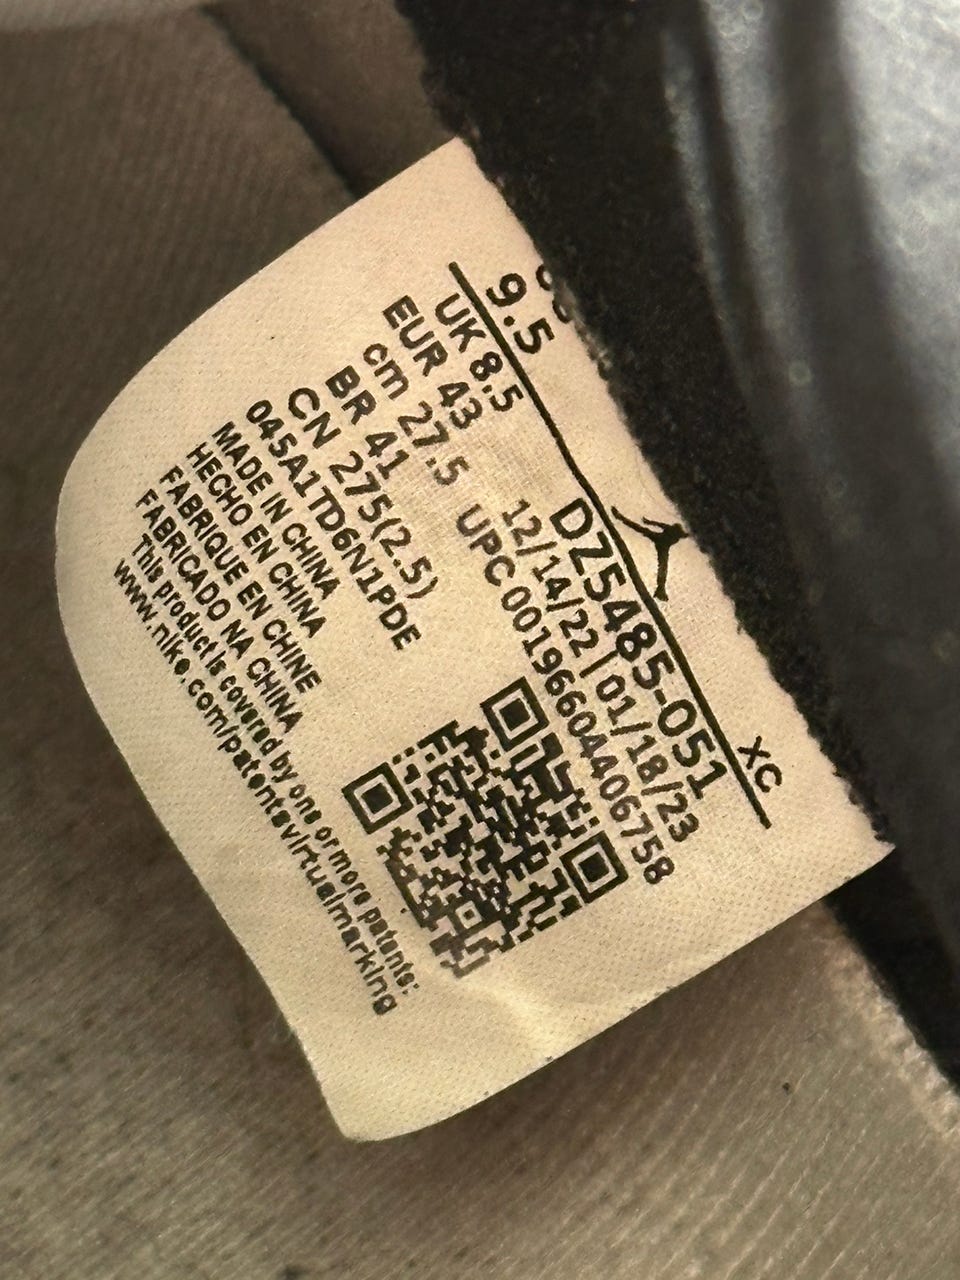 9.5
XC
UK 8.5
EUR 43
cm 27.5
BR 41
CN 275(2.5)
045A1TD6N1PDE
DZ5485-051
12/14/22 | 01/18/23
UPC 00196604406758
MADE IN CHINA
HECHO EN CHINA
FABRIQUE EN CHINE
FABRICADO NA CHINA
This product is covered by one or more patents:
www.nike.com/patentsvirtualmarking